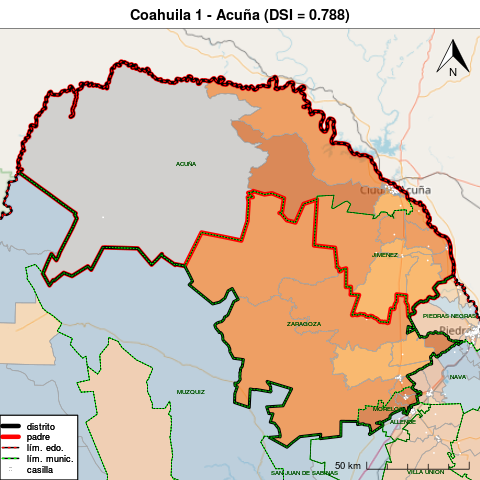 Coahuila 1 - Acuña (DSI = 0.788)
N
ACUÑA
Ciudad Acuña
JIMENEZ
PIEDRAS NEGRAS
ZARAGOZA
Piedr
NAVA
MUZQUIZ
MORELOS
ALLENDE
SAN JUAN DE SABINAS
VILLA UNION
50 km
distrito
padre
lím. edo.
lím. munic.
casilla